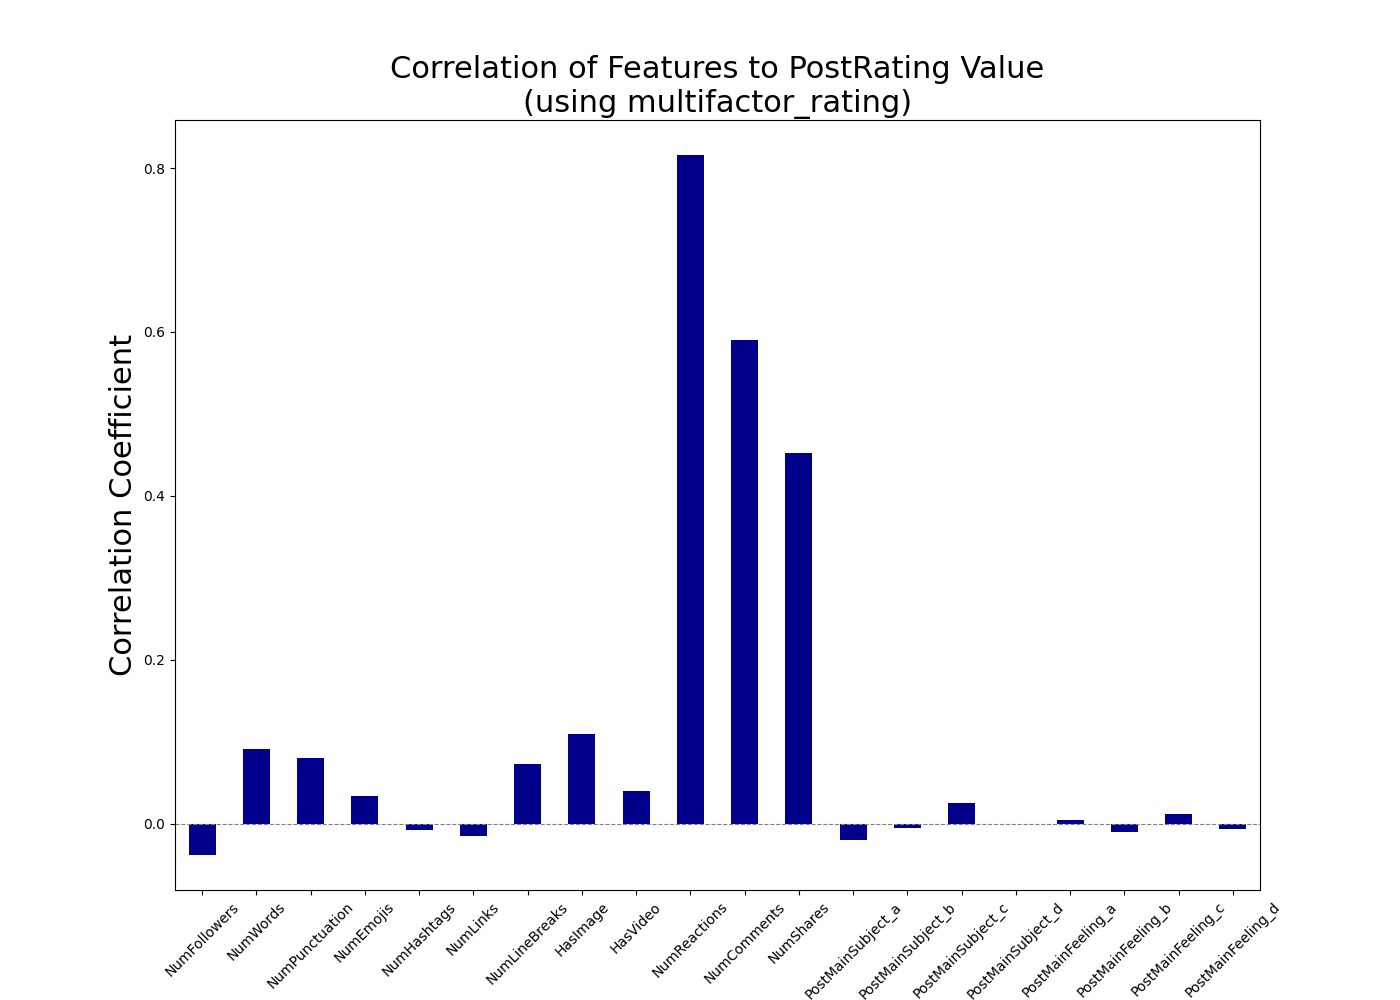 Correlation of Features to PostRating Value
(using multifactor_rating)
Correlation Coefficient
0.8
0.6
0.4
0.2
0.0
NumFollowers
NumWords
NumPunctuation
NumEmojis
NumHashtags
NumLinks
NumLineBreaks
HasImage
HasVideo
NumReactions
NumComments
NumShares
PostMainSubject_a
PostMainSubject_b
PostMainSubject_c
PostMainSubject_d
PostMainFeeling_a
PostMainFeeling_b
PostMainFeeling_c
PostMainFeeling_d